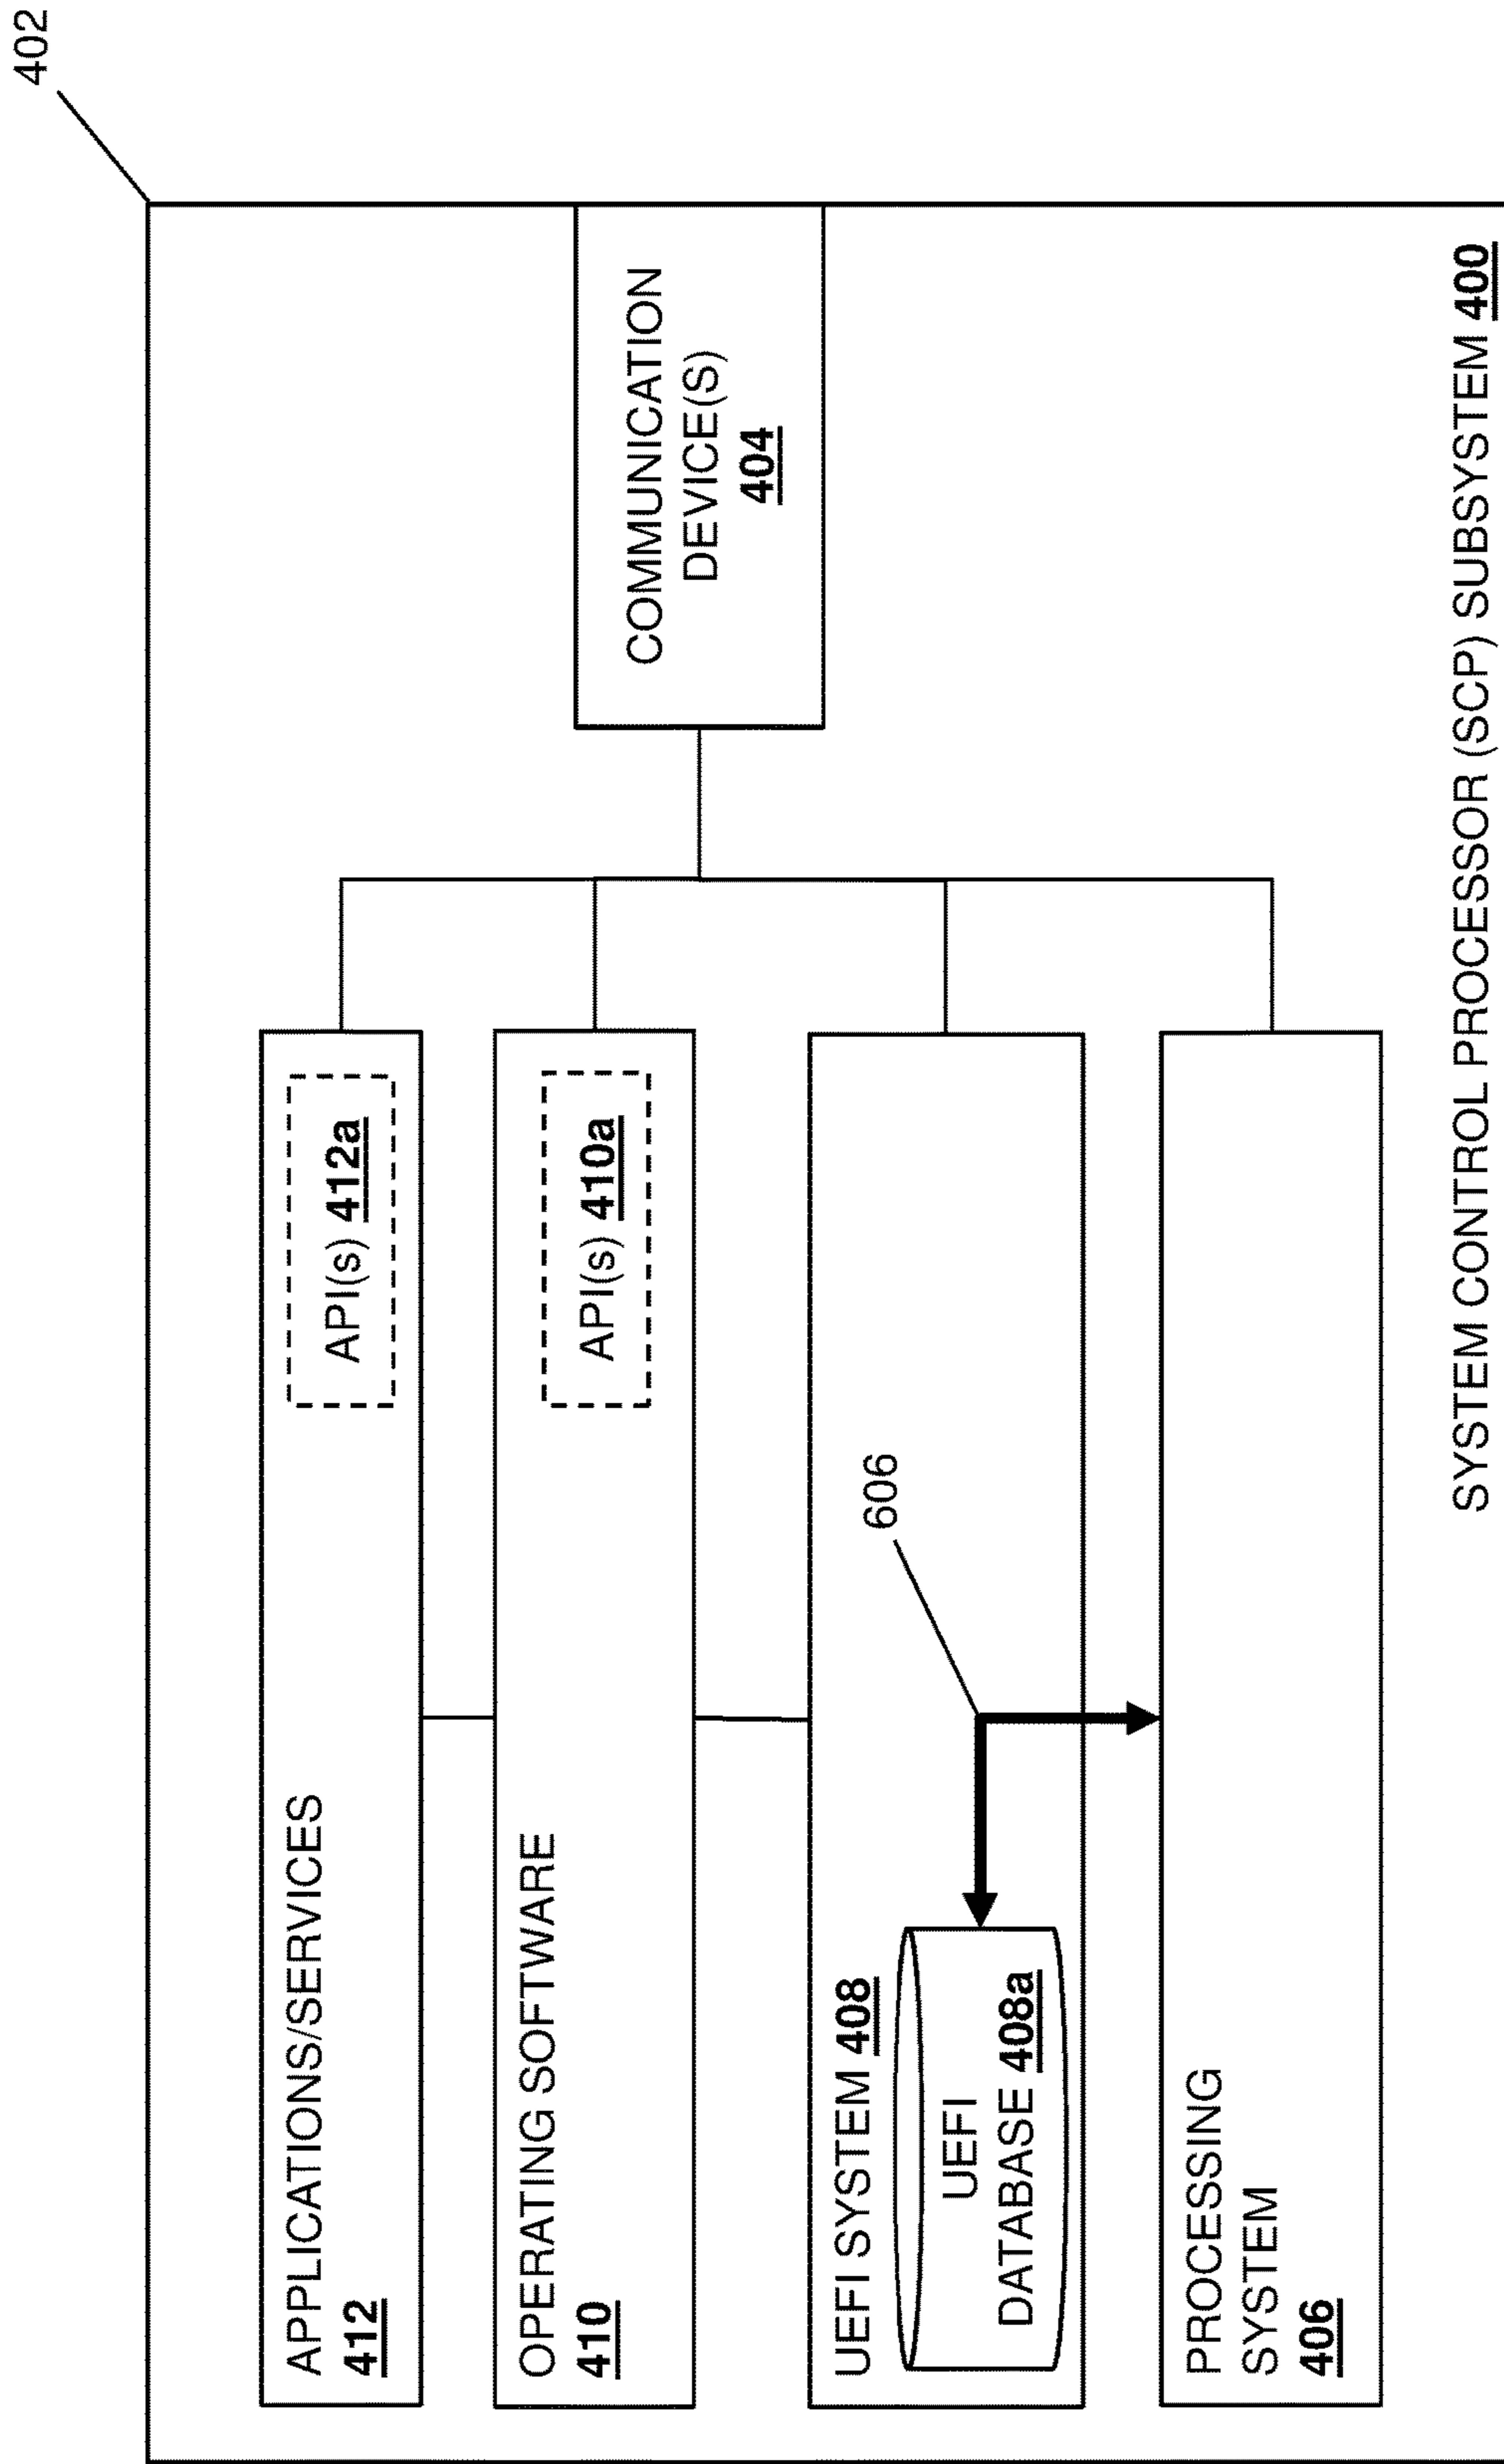 402
APPLICATIONS/SERVICES
412
API(s) 412a
OPERATING SOFTWARE
410
API(s) 410a
COMMUNICATION
DEVICE(S)
404
UEFI SYSTEM 408
UEFI
DATABASE 408a
606
PROCESSING
SYSTEM
406
SYSTEM CONTROL PROCESSOR (SCP) SUBSYSTEM 400